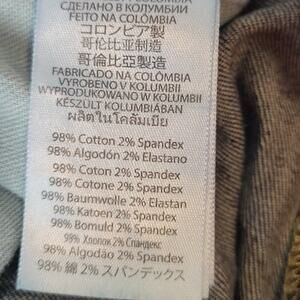 СДЕЛАНО В КОЛУМБИИ
FEITO NA COLÔMBIA
コロンビア製
哥伦比亚制造
哥倫比亞製造
FABRICADO NA COLÔMBIA
VYROBENO V KOLUMBII
WYPRODUKOWANO W KOLUMBII
KÉSZÜLT KOLUMBIÁBAN
ผลิตในโคลัมเบีย
98% Cotton 2% Spandex
98% Algodón 2% Elastano
98% Coton 2% Spandex
98% Cotone 2% Spandex
98% Baumwolle 2% Elastan
98% Katoen 2% Spandex
98% Bomuld 2% Spandex
98% Хлопок 2% Спандекс
98% Algodão 2% Spandex
98% 綿 2% スパンデックス